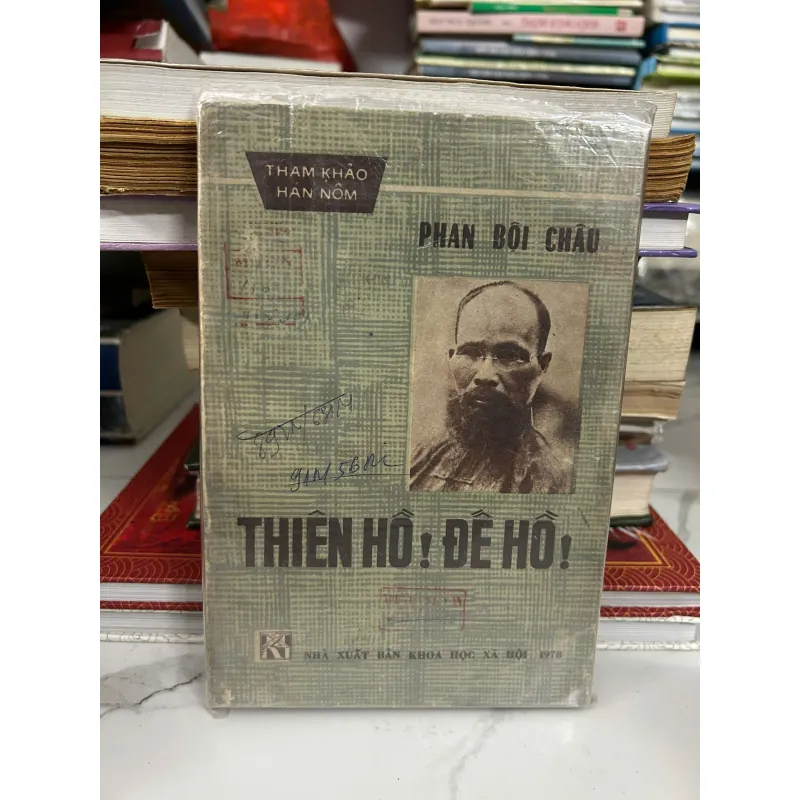 THAM KHẢO
HÁN NÔM
PHAN BỘI CHÂU
THIÊN HỒ! ĐẾ HỒ!
NHÀ XUẤT BẢN KHOA HỌC XÃ HỘI 1978